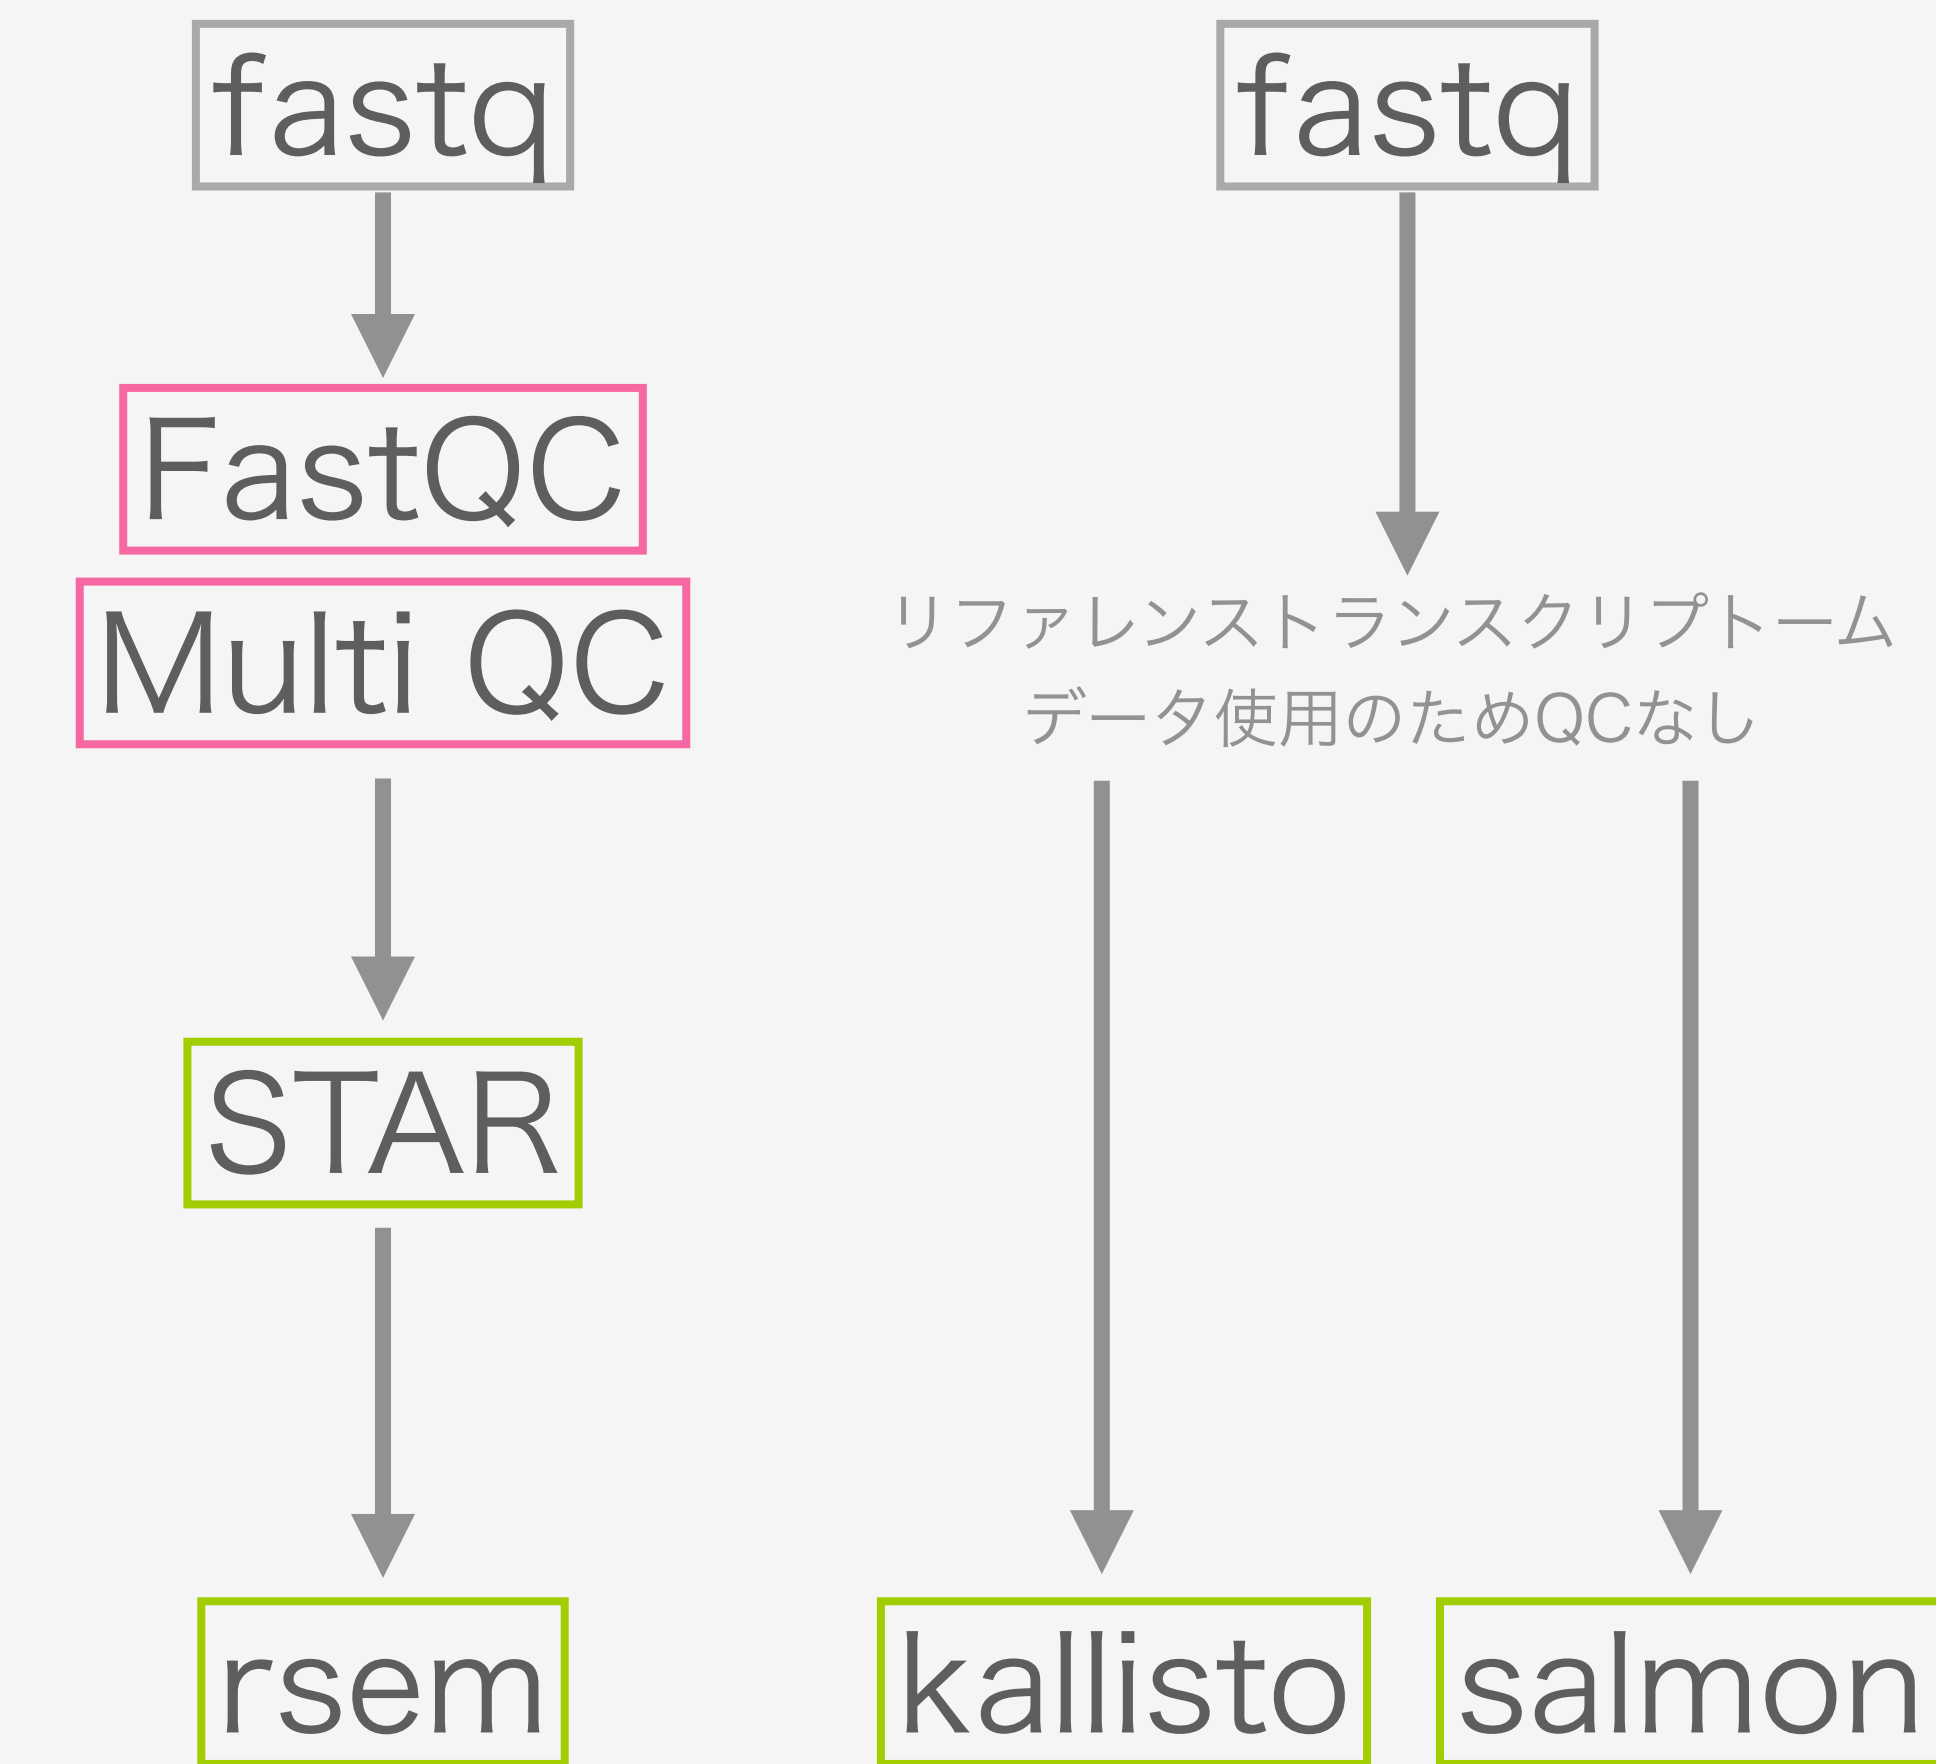 fastq
FastQC
Multi QC
STAR
rsem
fastq
リファレンストランスクリプトーム
データ使用のためQCなし
kallisto
salmon